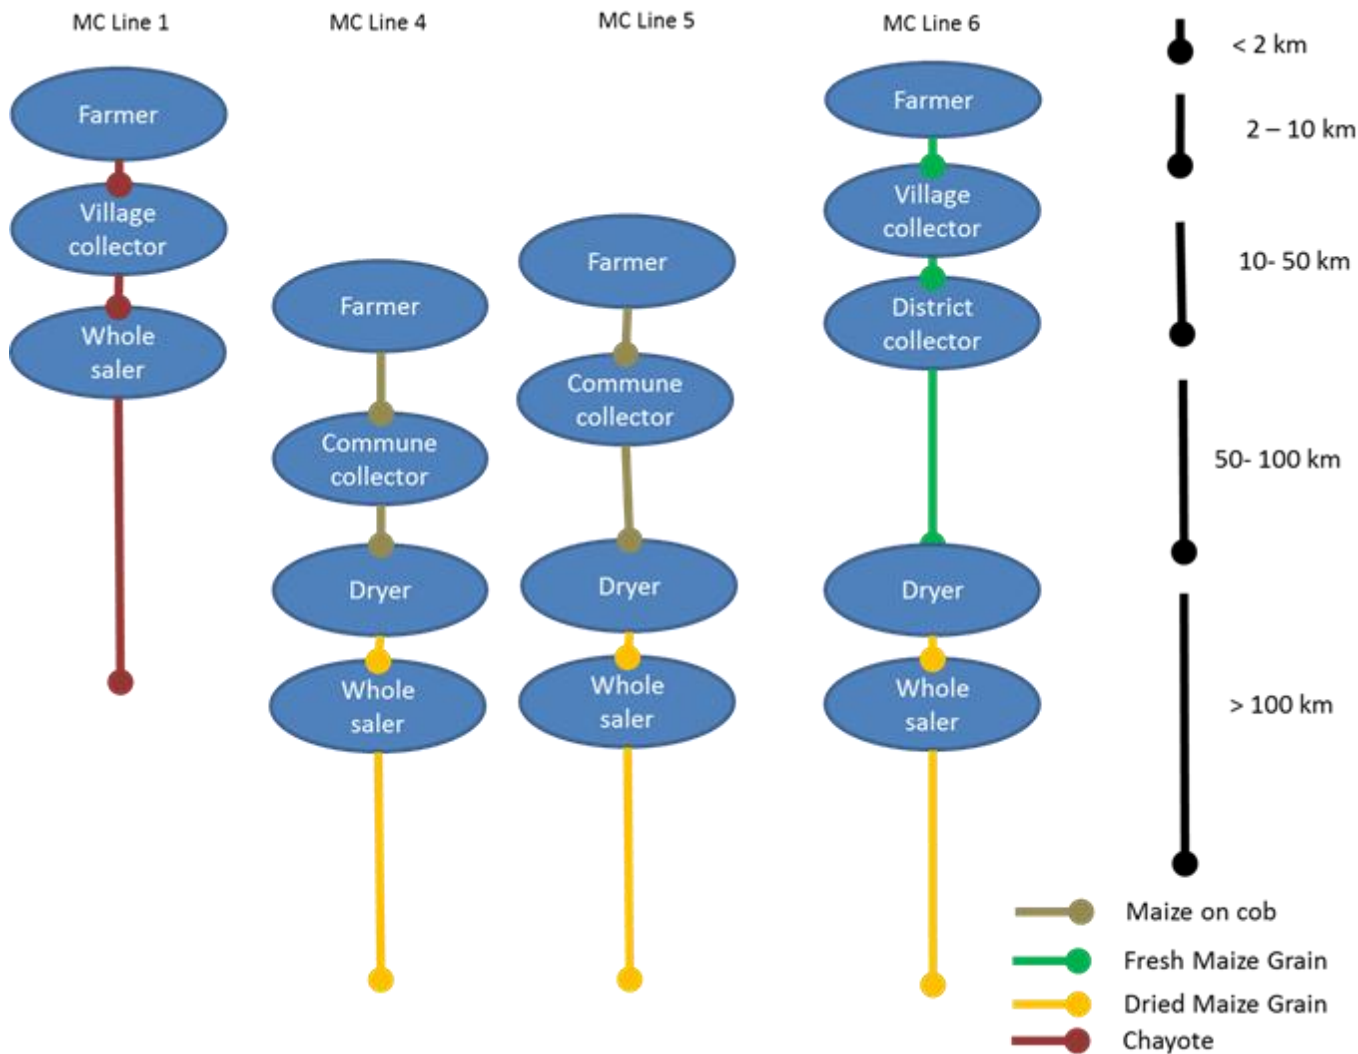 MC Line 1
MC Line 4
MC Line 5
MC Line 6
Farmer
Village
collector
Whole
saler
Farmer
Commune
collector
Dryer
Whole
saler
Farmer
Commune
collector
Dryer
Whole
saler
Farmer
Village
collector
District
collector
Dryer
Whole
saler
< 2 km
2 – 10 km
10- 50 km
50- 100 km
> 100 km
Maize on cob
Fresh Maize Grain
Dried Maize Grain
Chayote